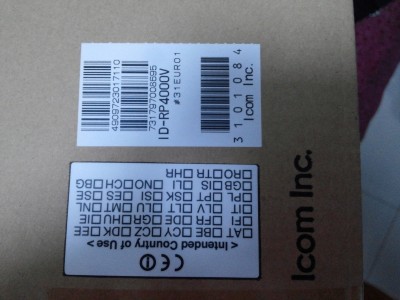 4909723017110
731797008695
ID-RP4000V
#31EUR01
3101084
Icom Inc.
Icom Inc.
CE
< Intended Country of Use >
AT BE CY CZ DK EE
FI FR DE GR HU IE
IT LV LT LU MT NL
PL PT SK SI ES SE
GB IS LI NO CH BG
RO TR HR